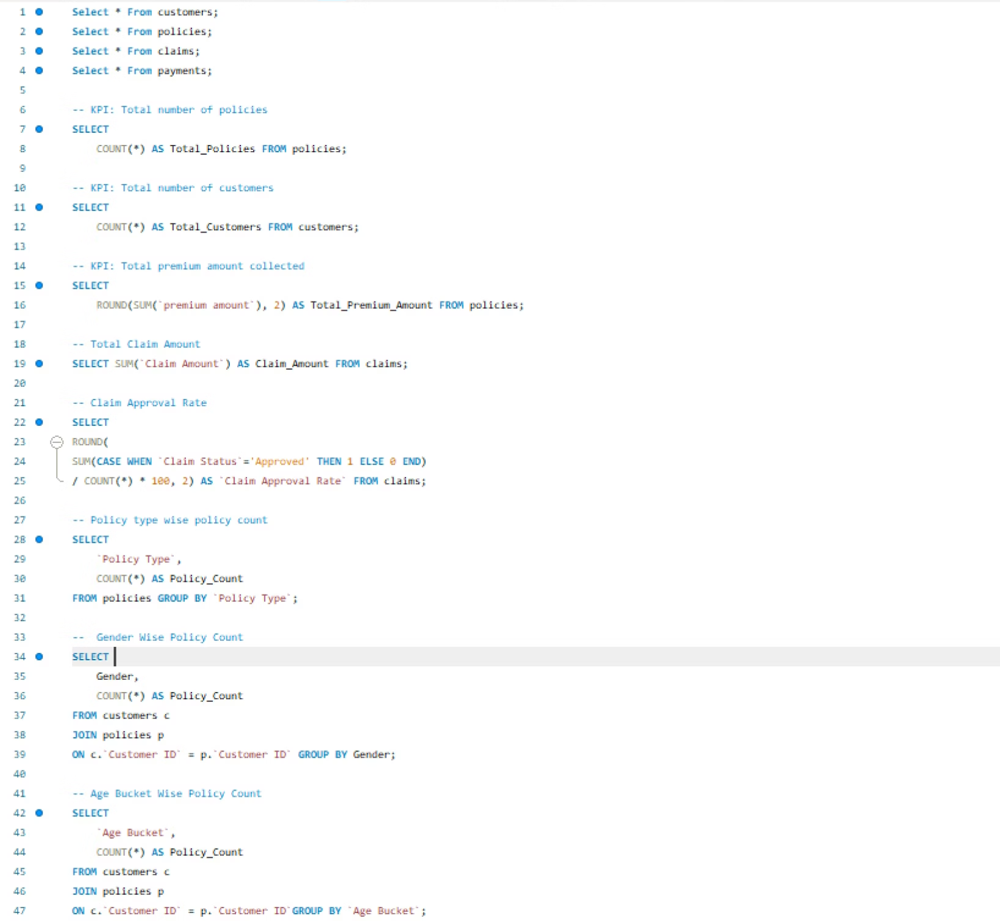 1 Select * From customers;
2 Select * From policies;
3 Select * From claims;
4 Select * From payments;
5
6 -- KPI: Total number of policies
7 SELECT
8 COUNT(*) AS Total_Policies FROM policies;
9
10 -- KPI: Total number of customers
11 SELECT
12 COUNT(*) AS Total_Customers FROM customers;
13
14 -- KPI: Total premium amount collected
15 SELECT
16 ROUND(SUM(`premium amount`), 2) AS Total_Premium_Amount FROM policies;
17
18 -- Total Claim Amount
19 SELECT SUM(`Claim Amount`) AS Claim_Amount FROM claims;
20
21 -- Claim Approval Rate
22 SELECT
23 ROUND(
24 SUM(CASE WHEN `Claim Status`='Approved' THEN 1 ELSE 0 END)
25 / COUNT(*) * 100, 2) AS `Claim Approval Rate` FROM claims;
26
27 -- Policy type wise policy count
28 SELECT
29 `Policy Type`,
30 COUNT(*) AS Policy_Count
31 FROM policies GROUP BY `Policy Type`;
32
33 -- Gender Wise Policy Count
34 SELECT
35 Gender,
36 COUNT(*) AS Policy_Count
37 FROM customers c
38 JOIN policies p
39 ON c.`Customer ID` = p.`Customer ID` GROUP BY Gender;
40
41 -- Age Bucket Wise Policy Count
42 SELECT
43 `Age Bucket`,
44 COUNT(*) AS Policy_Count
45 FROM customers c
46 JOIN policies p
47 ON c.`Customer ID` = p.`Customer ID`GROUP BY `Age Bucket`;